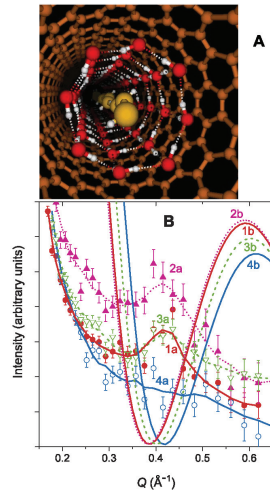 A
B
2b
1b
3b
4b
2a
3a
1a
4a
Intensity (arbitrary units)
0.2 0.3 0.4 0.5 0.6
Q (Å⁻¹)